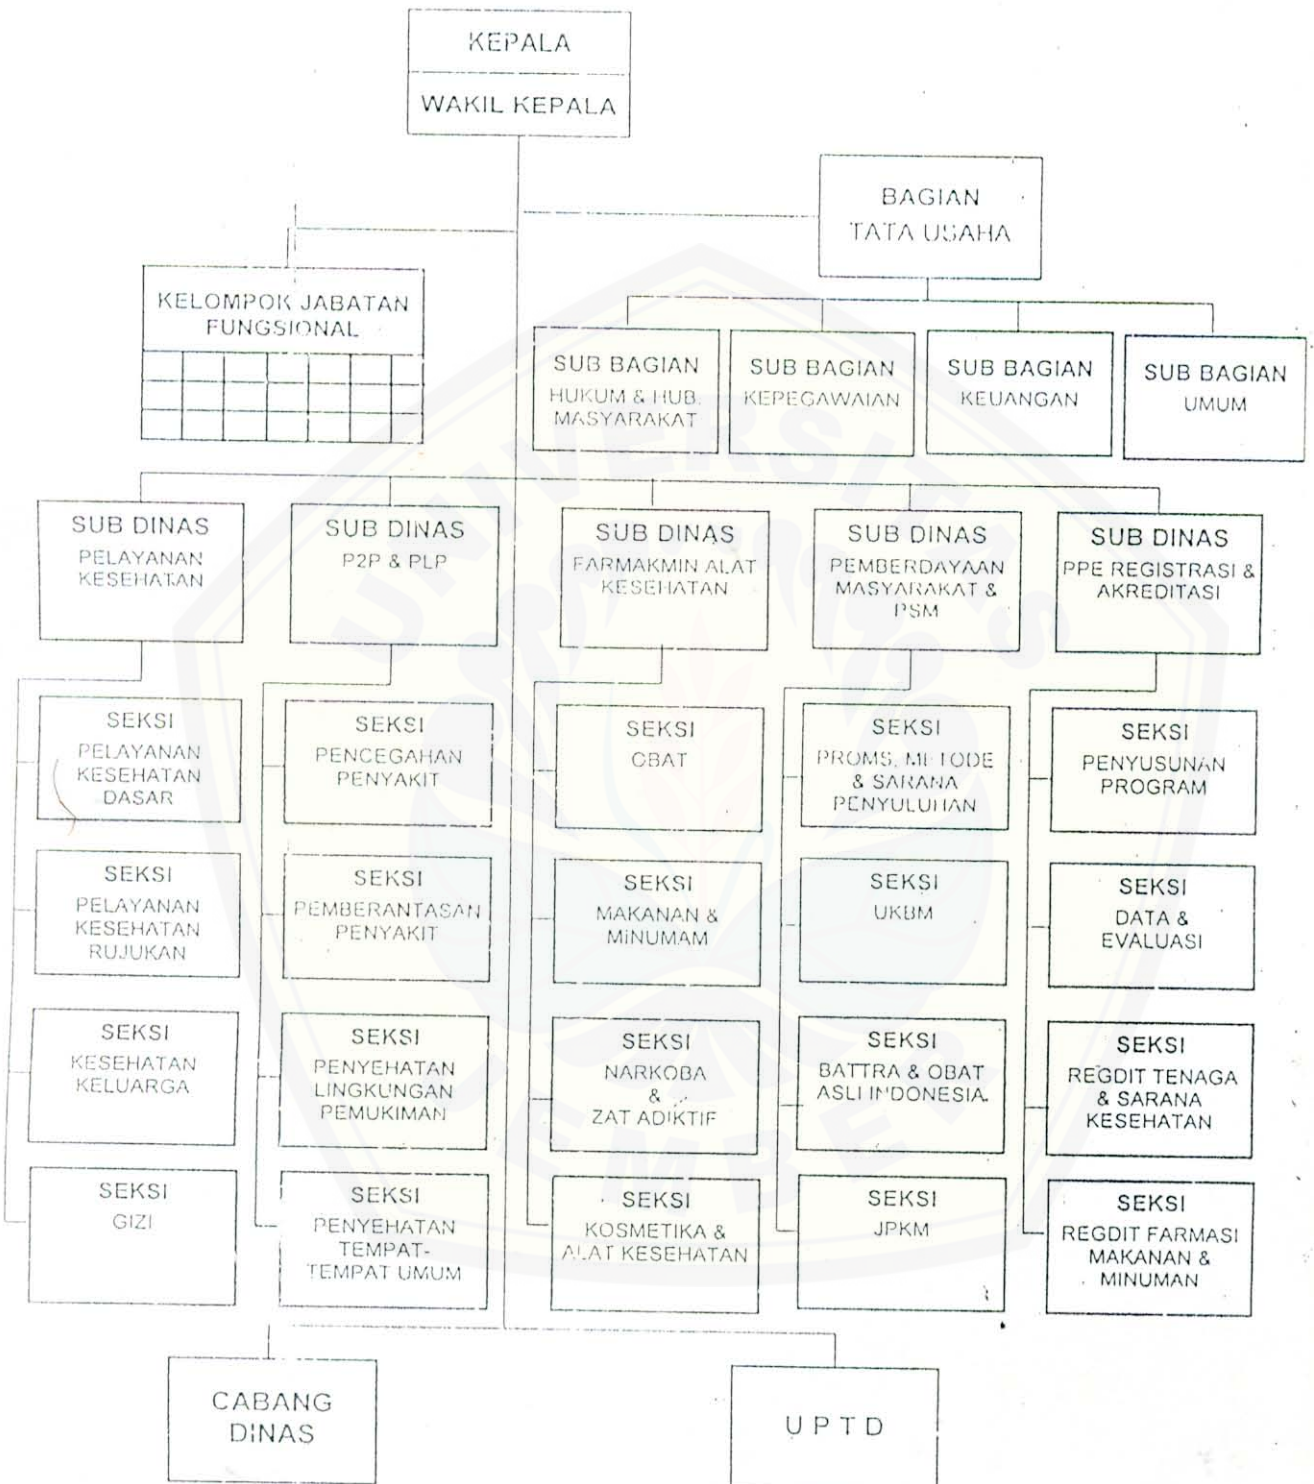 KEPALA
WAKIL KEPALA
BAGIAN
TATA USAHA
KELOMPOK JABATAN
FUNGSIONAL
SUB BAGIAN
HUKUM & HUB.
MASYARAKAT
SUB BAGIAN
KEPEGAWAIAN
SUB BAGIAN
KEUANGAN
SUB BAGIAN
UMUM
SUB DINAS
PELAYANAN
KESEHATAN
SUB DINAS
P2P & PLP
SUB DINAS
FARMAKMIN ALAT
KESEHATAN
SUB DINAS
PEMBERDAYAAN
MASYARAKAT &
PSM
SUB DINAS
PPE REGISTRASI &
AKREDITASI
SEKSI
PELAYANAN
KESEHATAN
DASAR
SEKSI
PENCEGAHAN
PENYAKIT
SEKSI
OBAT
SEKSI
PROMS, METODE
& SARANA
PENYULUHAN
SEKSI
PENYUSUNAN
PROGRAM
SEKSI
PELAYANAN
KESEHATAN
RUJUKAN
SEKSI
PEMBERANTASAN
PENYAKIT
SEKSI
MAKANAN &
MINUMAM
SEKSI
UKBM
SEKSI
DATA &
EVALUASI
SEKSI
KESEHATAN
KELUARGA
SEKSI
PENYEHATAN
LINGKUNGAN
PEMUKIMAN
SEKSI
NARKOBA
&
ZAT ADIKTIF
SEKSI
BATTRA & OBAT
ASLI INDONESIA
SEKSI
REGDIT TENAGA
& SARANA
KESEHATAN
SEKSI
GIZI
SEKSI
PENYEHATAN
TEMPAT-
TEMPAT UMUM
SEKSI
KOSMETIKA &
ALAT KESEHATAN
SEKSI
JPKM
SEKSI
REGDIT FARMASI
MAKANAN &
MINUMAN
CABANG
DINAS
U P T D
UNIVERSITAS
JEMBER